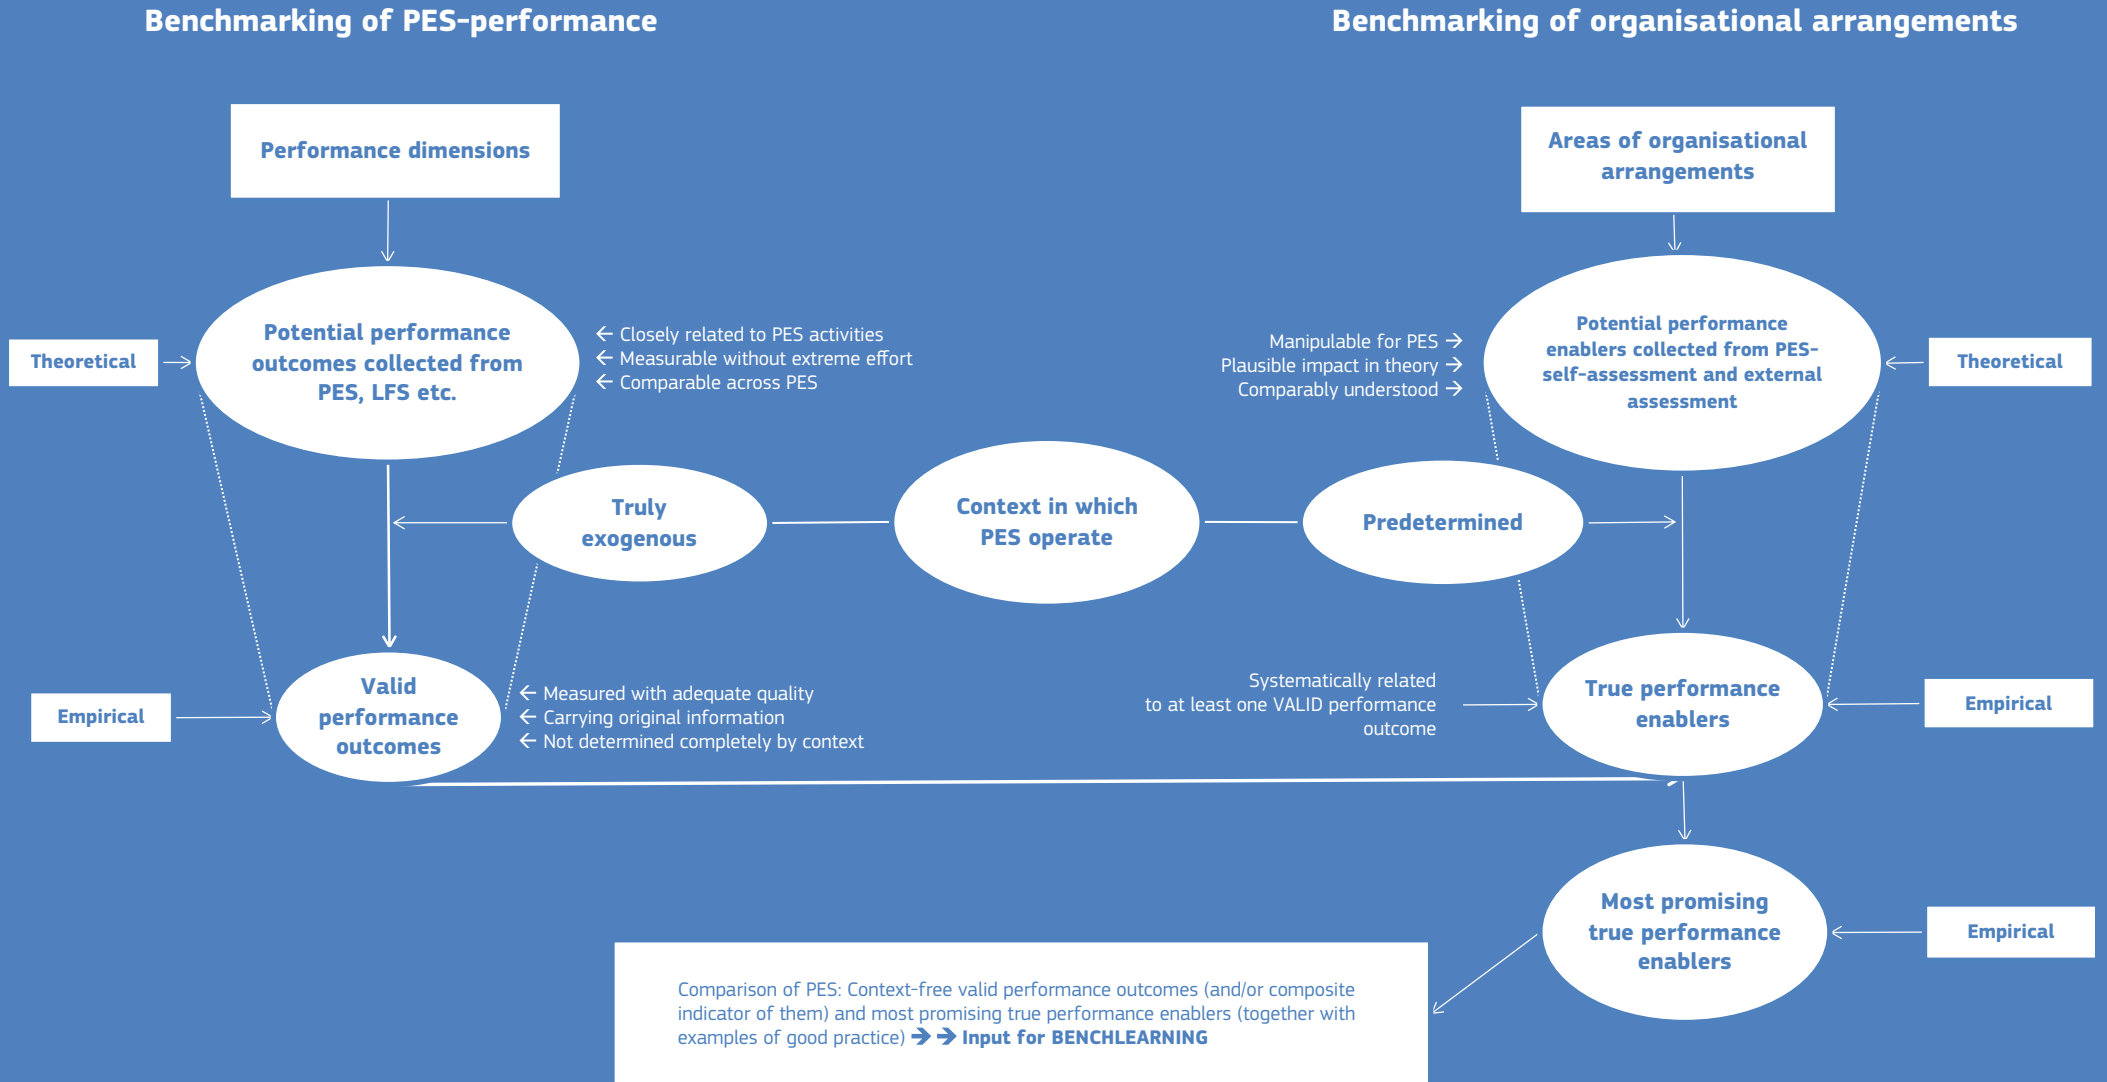 Benchmarking of PES-performance
Benchmarking of organisational arrangements
Performance dimensions
Areas of organisational
arrangements
Potential performance
outcomes collected from
PES, LFS etc.
Theoretical
← Closely related to PES activities
← Measurable without extreme effort
← Comparable across PES
Manipulable for PES →
Plausible impact in theory →
Comparably understood →
Potential performance
enablers collected from PES-
self-assessment and external
assessment
Theoretical
Truly
exogenous
Context in which
PES operate
Predetermined
Valid
performance
outcomes
Empirical
← Measured with adequate quality
← Carrying original information
← Not determined completely by context
Systematically related
to at least one VALID performance
outcome
True performance
enablers
Empirical
Most promising
true performance
enablers
Empirical
Comparison of PES: Context-free valid performance outcomes (and/or composite
indicator of them) and most promising true performance enablers (together with
examples of good practice) → → Input for BENCHLEARNING